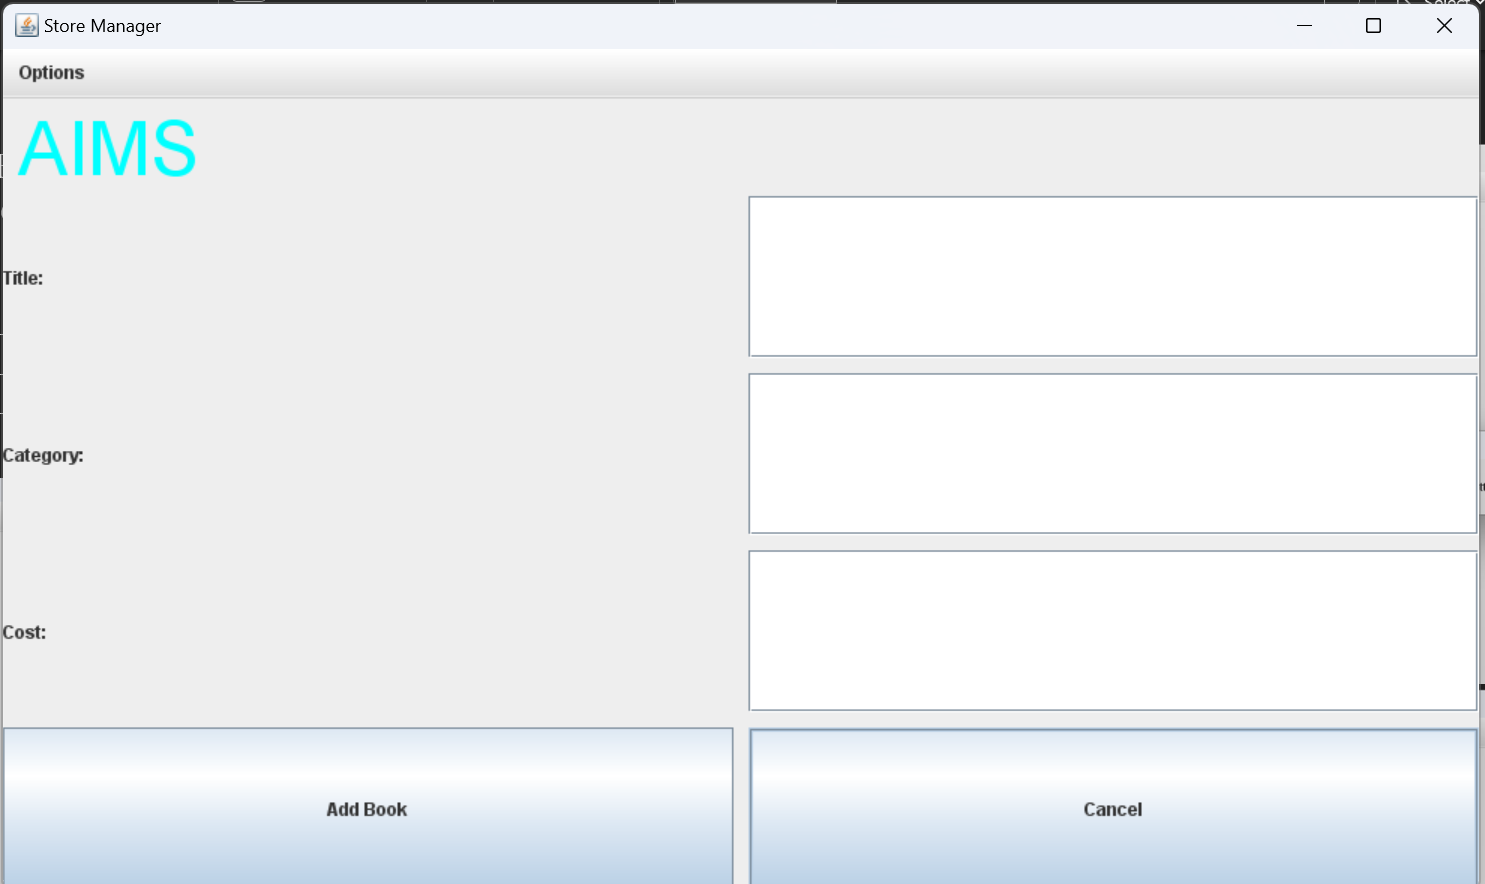 Store Manager
Options
AIMS
Title:
Category:
Cost:
Add Book
Cancel